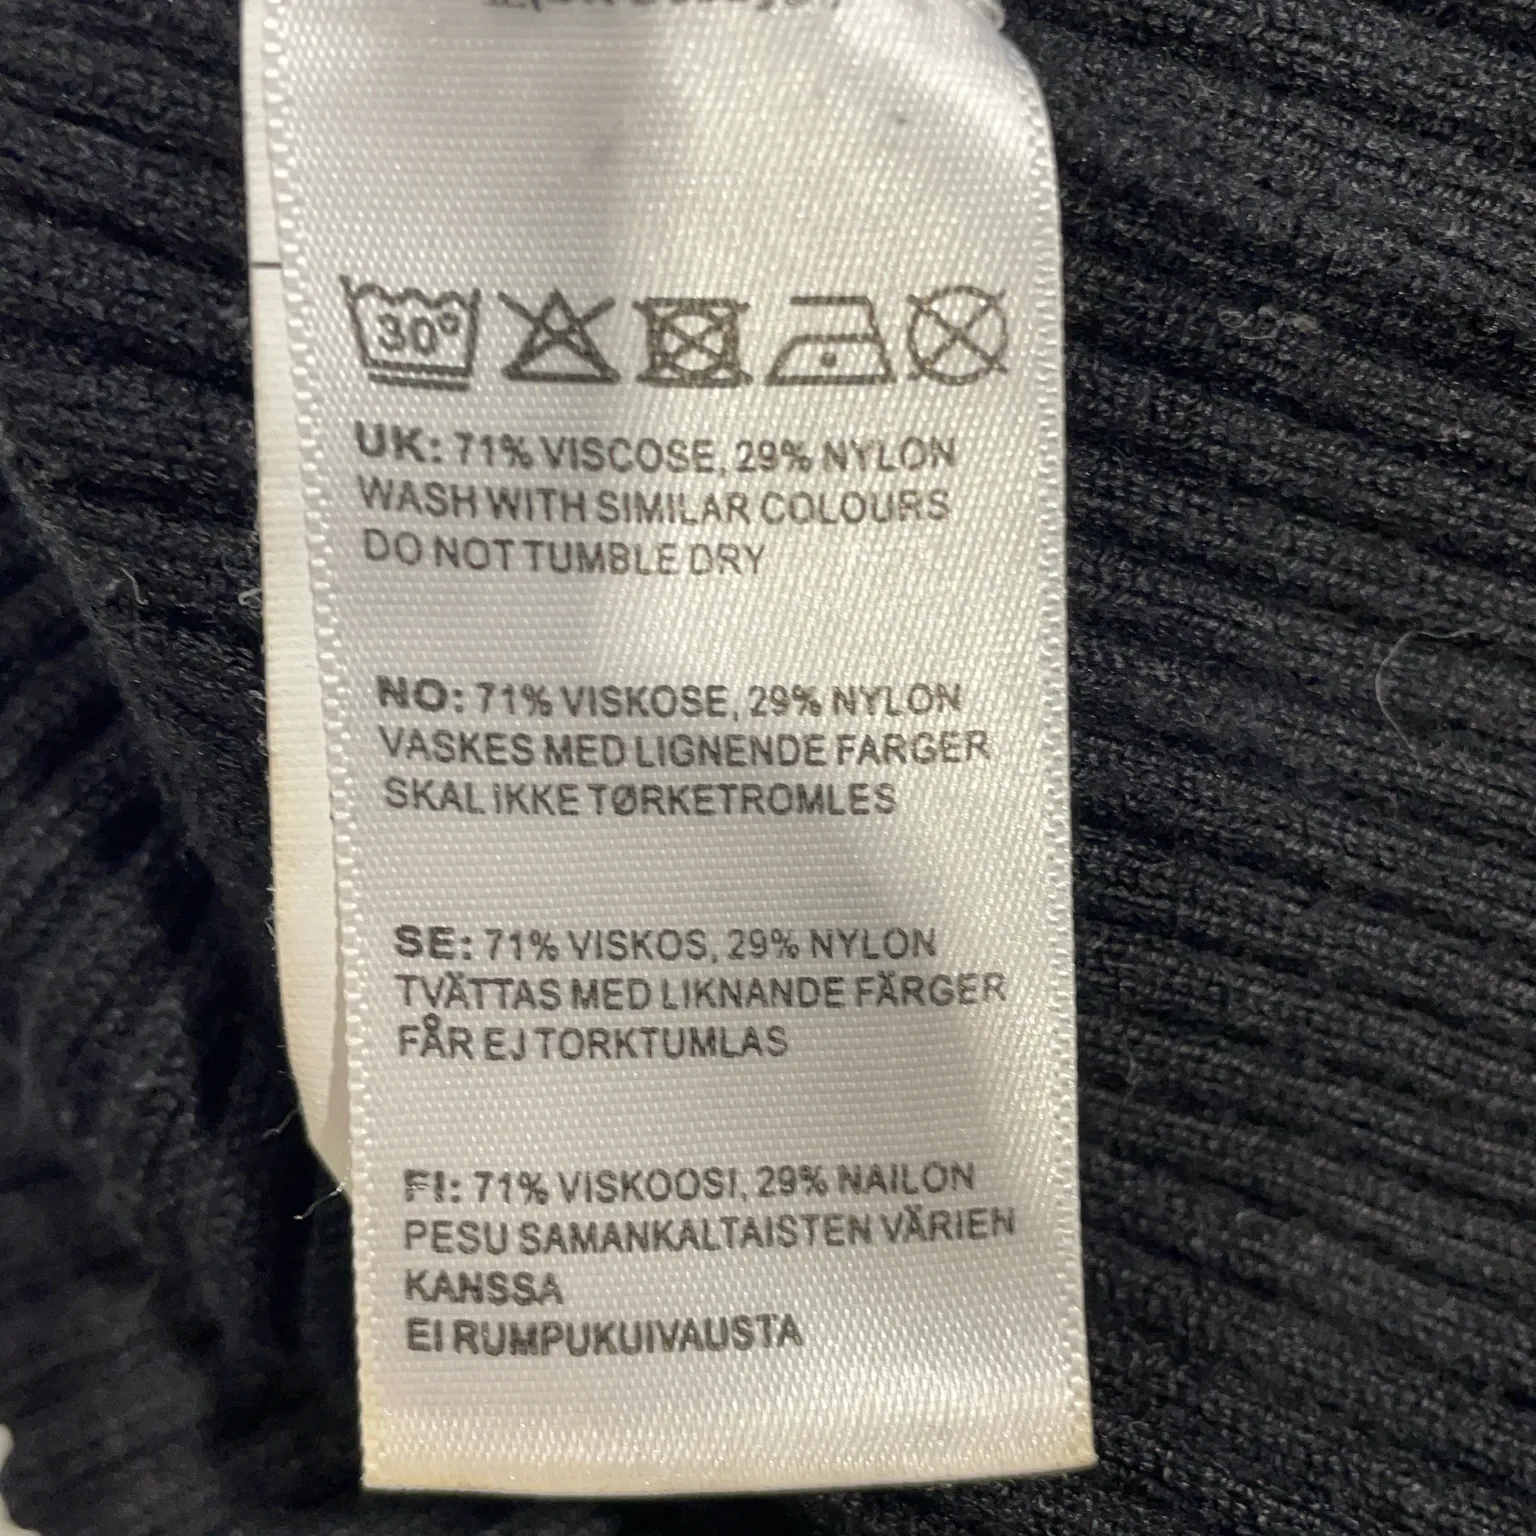 30°
UK: 71% VISCOSE, 29% NYLON
WASH WITH SIMILAR COLOURS
DO NOT TUMBLE DRY
NO: 71% VISKOSE, 29% NYLON
VASKES MED LIGNENDE FARGER
SKAL IKKE TØRKETROMLES
SE: 71% VISKOS, 29% NYLON
TVÄTTAS MED LIKNANDE FÄRGER
FÅR EJ TORKTUMLAS
FI: 71% VISKOOSI, 29% NAILON
PESU SAMANKALTAISTEN VÄRIEN
KANSSA
EI RUMPUKUIVAUSTA